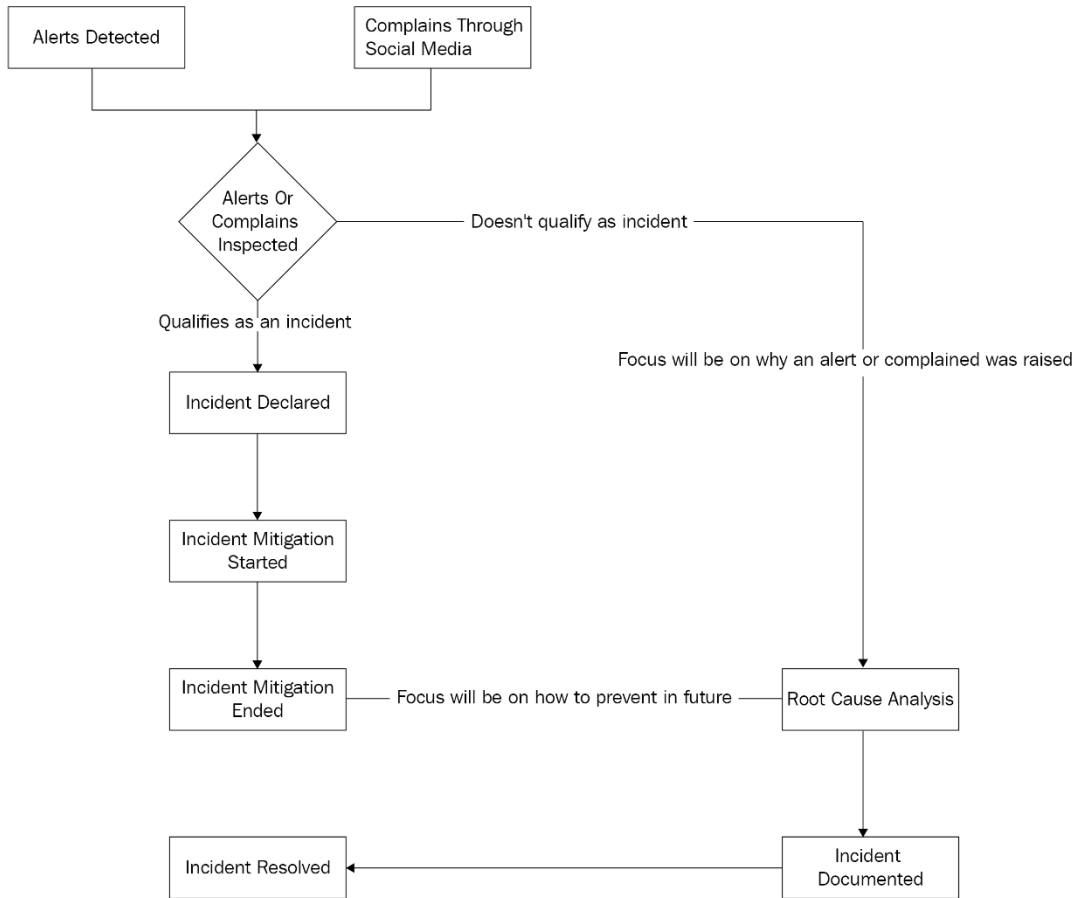 Alerts Detected
Complains Through
Social Media
Alerts Or
Complains
Inspected
Doesn't qualify as incident
Qualifies as an incident
Focus will be on why an alert or complained was raised
Incident Declared
Incident Mitigation
Started
Incident Mitigation
Ended
Focus will be on how to prevent in future
Root Cause Analysis
Incident Resolved
Incident
Documented